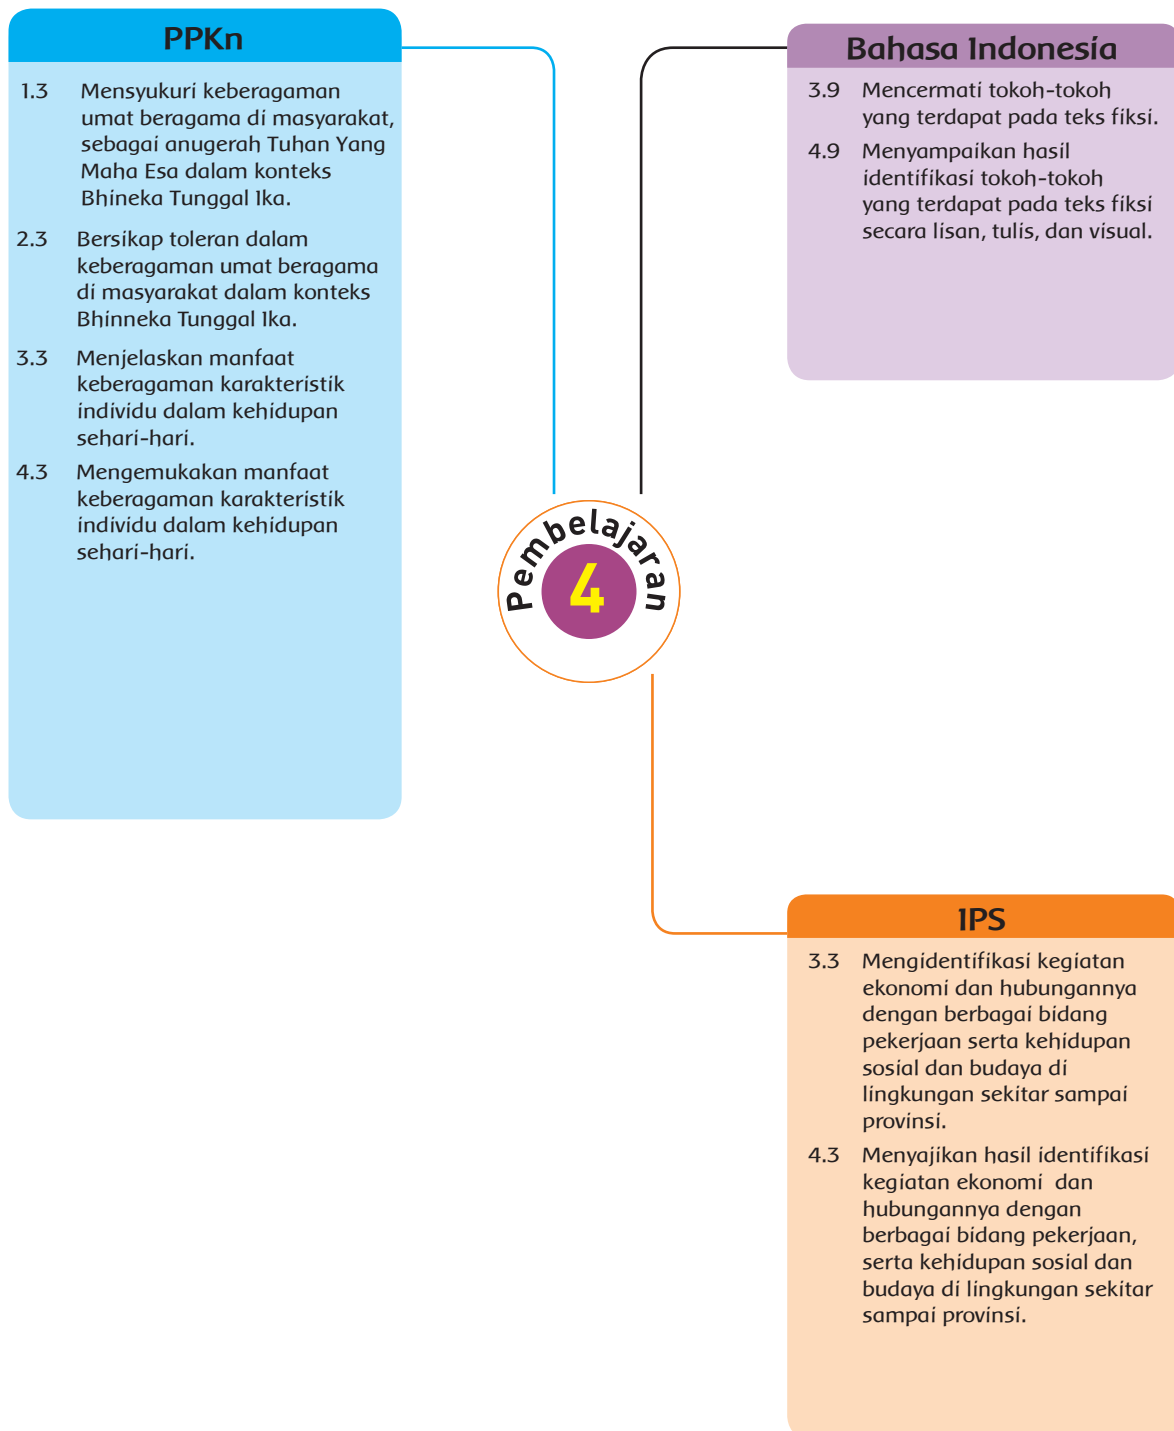 PPKn
1.3 Mensyukuri keberagaman
umat beragama di masyarakat,
sebagai anugerah Tuhan Yang
Maha Esa dalam konteks
Bhineka Tunggal Ika.
2.3 Bersikap toleran dalam
keberagaman umat beragama
di masyarakat dalam konteks
Bhinneka Tunggal Ika.
3.3 Menjelaskan manfaat
keberagaman karakteristik
individu dalam kehidupan
sehari-hari.
4.3 Mengemukakan manfaat
keberagaman karakteristik
individu dalam kehidupan
sehari-hari.
Bahasa Indonesia
3.9 Mencermati tokoh-tokoh
yang terdapat pada teks fiksi.
4.9 Menyampaikan hasil
identifikasi tokoh-tokoh
yang terdapat pada teks fiksi
secara lisan, tulis, dan visual.
Pembelajaran
4
IPS
3.3 Mengidentifikasi kegiatan
ekonomi dan hubungannya
dengan berbagai bidang
pekerjaan serta kehidupan
sosial dan budaya di
lingkungan sekitar sampai
provinsi.
4.3 Menyajikan hasil identifikasi
kegiatan ekonomi dan
hubungannya dengan
berbagai bidang pekerjaan,
serta kehidupan sosial dan
budaya di lingkungan sekitar
sampai provinsi.